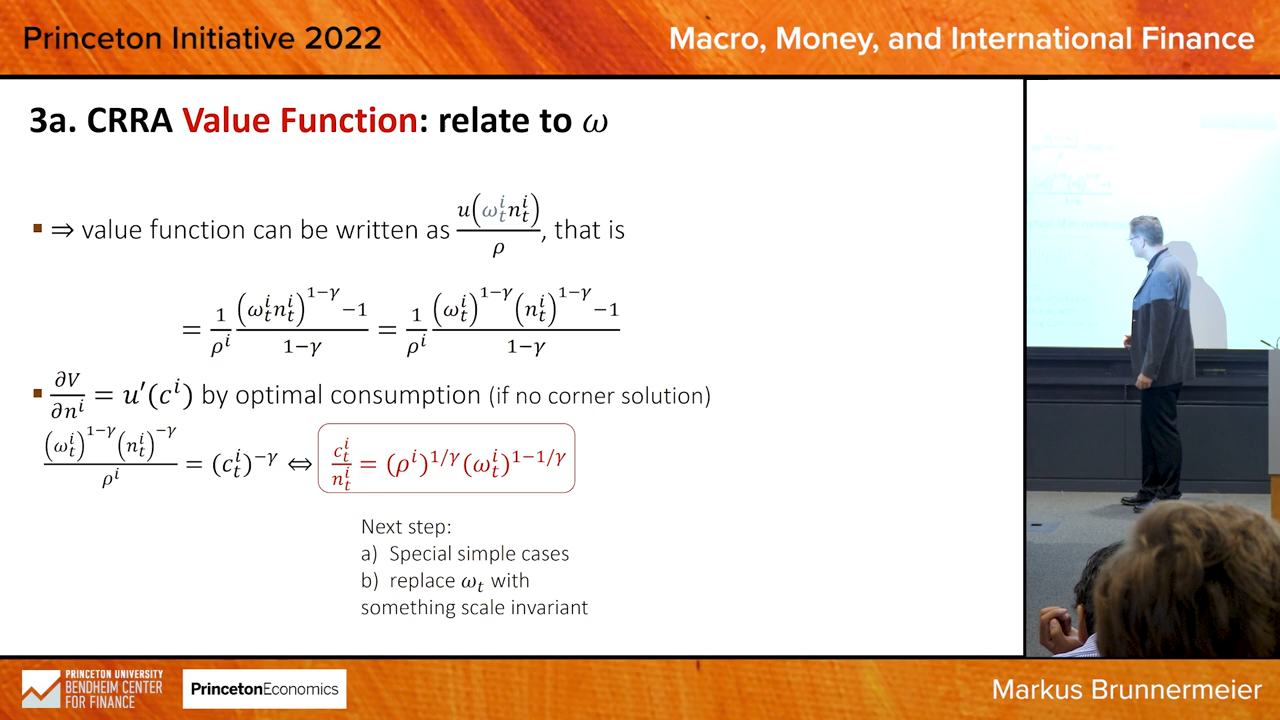 Princeton Initiative 2022
Macro, Money, and International Finance
3a. CRRA Value Function: relate to ω
▪ ⇒ value function can be written as u(ω_t^i n_t^i)/ρ, that is
= 1/ρ^i ((ω_t^i n_t^i)^{1−γ} −1)/(1−γ) = 1/ρ^i ((ω_t^i)^{1−γ} (n_t^i)^{1−γ} −1)/(1−γ)
▪ ∂V/∂n^i = u′(c^i) by optimal consumption (if no corner solution)
(ω_t^i)^{1−γ} (n_t^i)^{−γ}/ρ^i = (c_t^i)^{−γ} ⇔ c_t^i/n_t^i = (ρ^i)^{1/γ} (ω_t^i)^{1−1/γ}
Next step:
a) Special simple cases
b) replace ω_t with
something scale invariant
PRINCETON UNIVERSITY
BENDHEIM CENTER
FOR FINANCE
PrincetonEconomics
Markus Brunnermeier